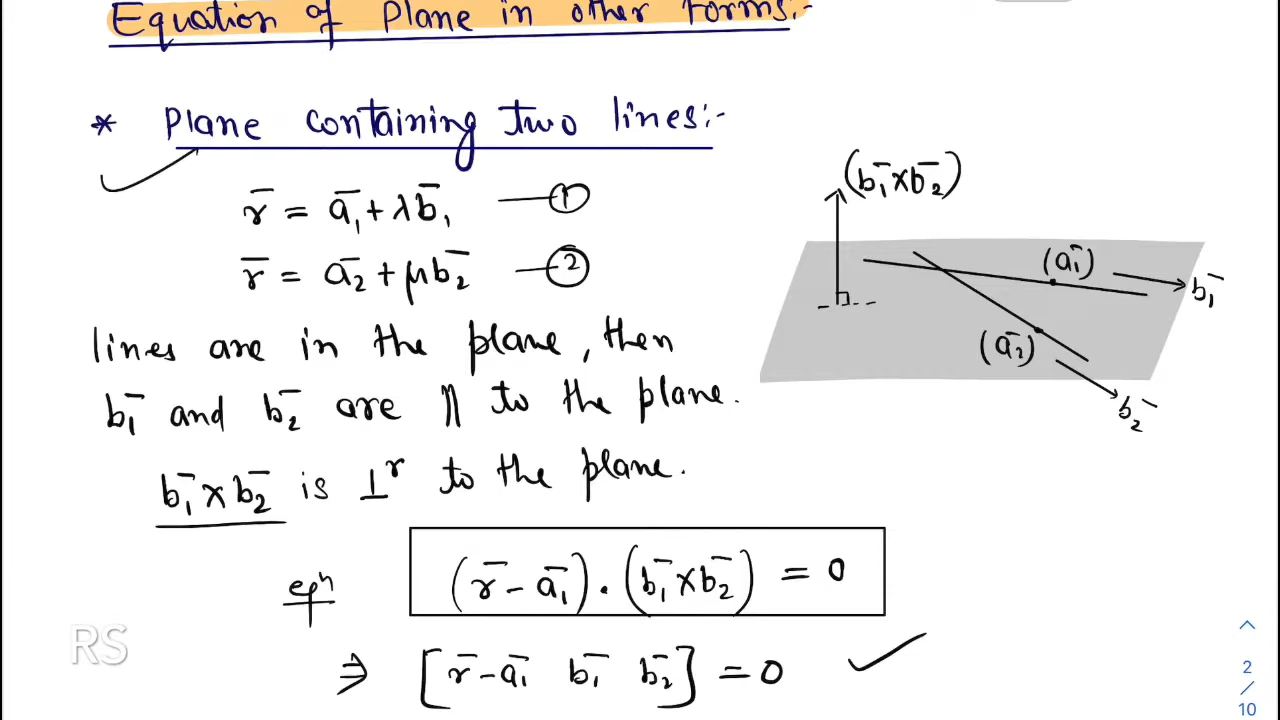 Equation of Plane in other forms:-
* Plane containing two lines:-
r̄ = ā₁ + λb̄₁ —①
r̄ = ā₂ + μb̄₂ —②
lines are in the plane, then
b̄₁ and b̄₂ are ∥ to the plane.
b̄₁ × b̄₂ is ⊥ʳ to the plane.
eqⁿ (r̄ - ā₁) · (b̄₁ × b̄₂) = 0
⇒ [r̄ - ā₁ b̄₁ b̄₂] = 0
(b̄₁ × b̄₂)
(ā₁)
b̄₁
(ā₂)
b̄₂
RS
2
/
10